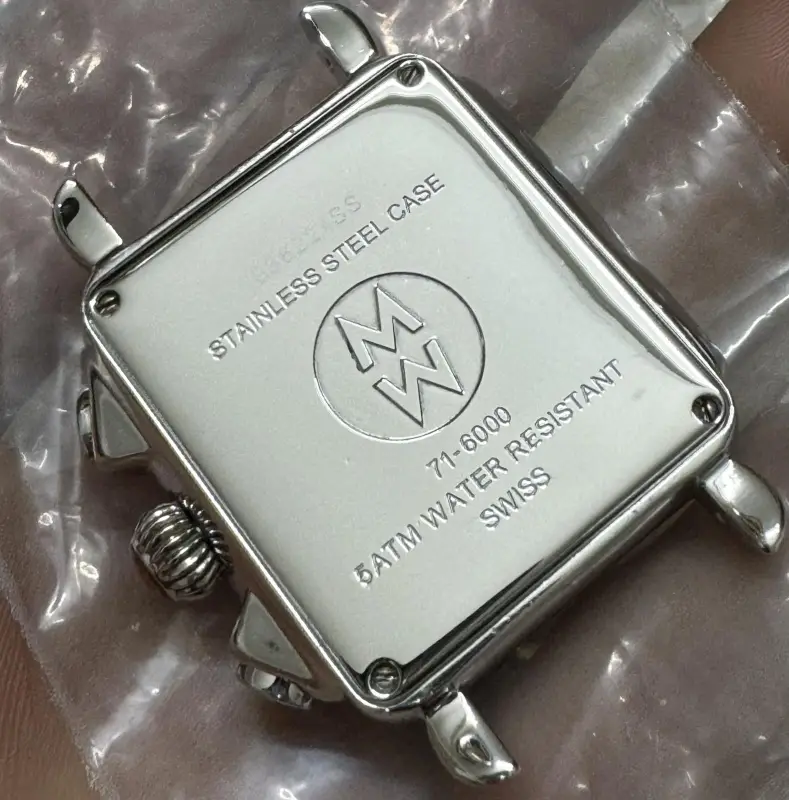 STAINLESS STEEL CASE
MW
71-6000
5ATM WATER RESISTANT
SWISS